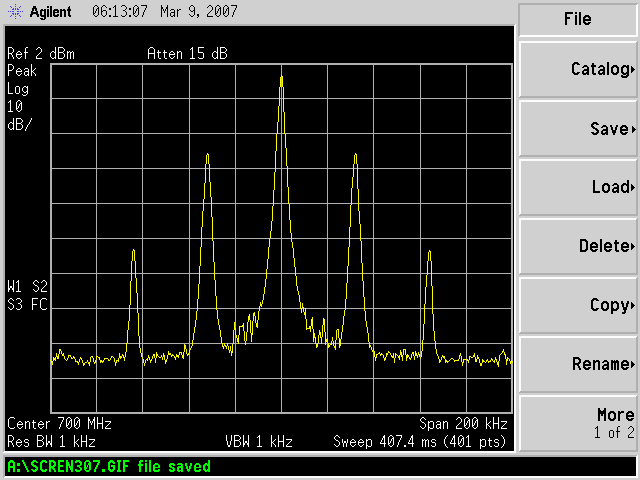 Agilent 06:13:07 Mar 9, 2007
File
Ref 2 dBm Atten 15 dB
Peak
Log
10
dB/
W1 S2
S3 FC
Center 700 MHz Span 200 kHz
Res BW 1 kHz VBW 1 kHz Sweep 407.4 ms (401 pts)
A:\SCREN307.GIF file saved
Catalog
Save
Load
Delete
Copy
Rename
More
1 of 2